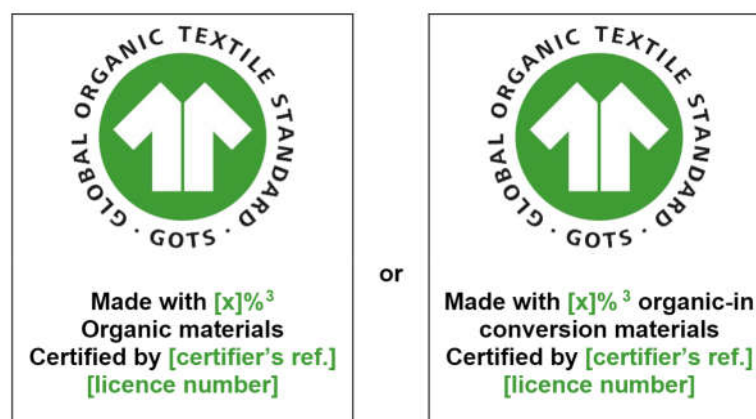 GLOBAL ORGANIC TEXTILE STANDARD · GOTS ·
Made with [x]%³
Organic materials
Certified by [certifier's ref.]
[licence number]
or
GLOBAL ORGANIC TEXTILE STANDARD · GOTS ·
Made with [x]% ³ organic-in
conversion materials
Certified by [certifier's ref.]
[licence number]